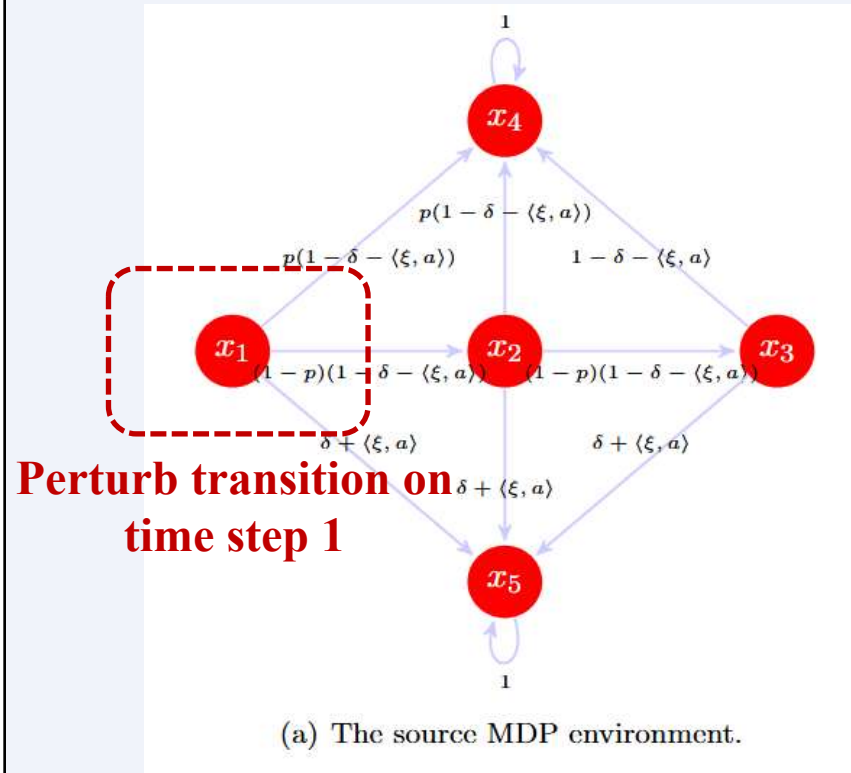 1
x₄
p(1 − δ − ⟨ξ, a⟩)
p(1 − δ − ⟨ξ, a⟩)
1 − δ − ⟨ξ, a⟩
x₁
x₂
x₃
(1 − p)(1 − δ − ⟨ξ, a⟩)
(1 − p)(1 − δ − ⟨ξ, a⟩)
δ + ⟨ξ, a⟩
δ + ⟨ξ, a⟩
Perturb transition on
time step 1
δ + ⟨ξ, a⟩
x₅
1
(a) The source MDP environment.